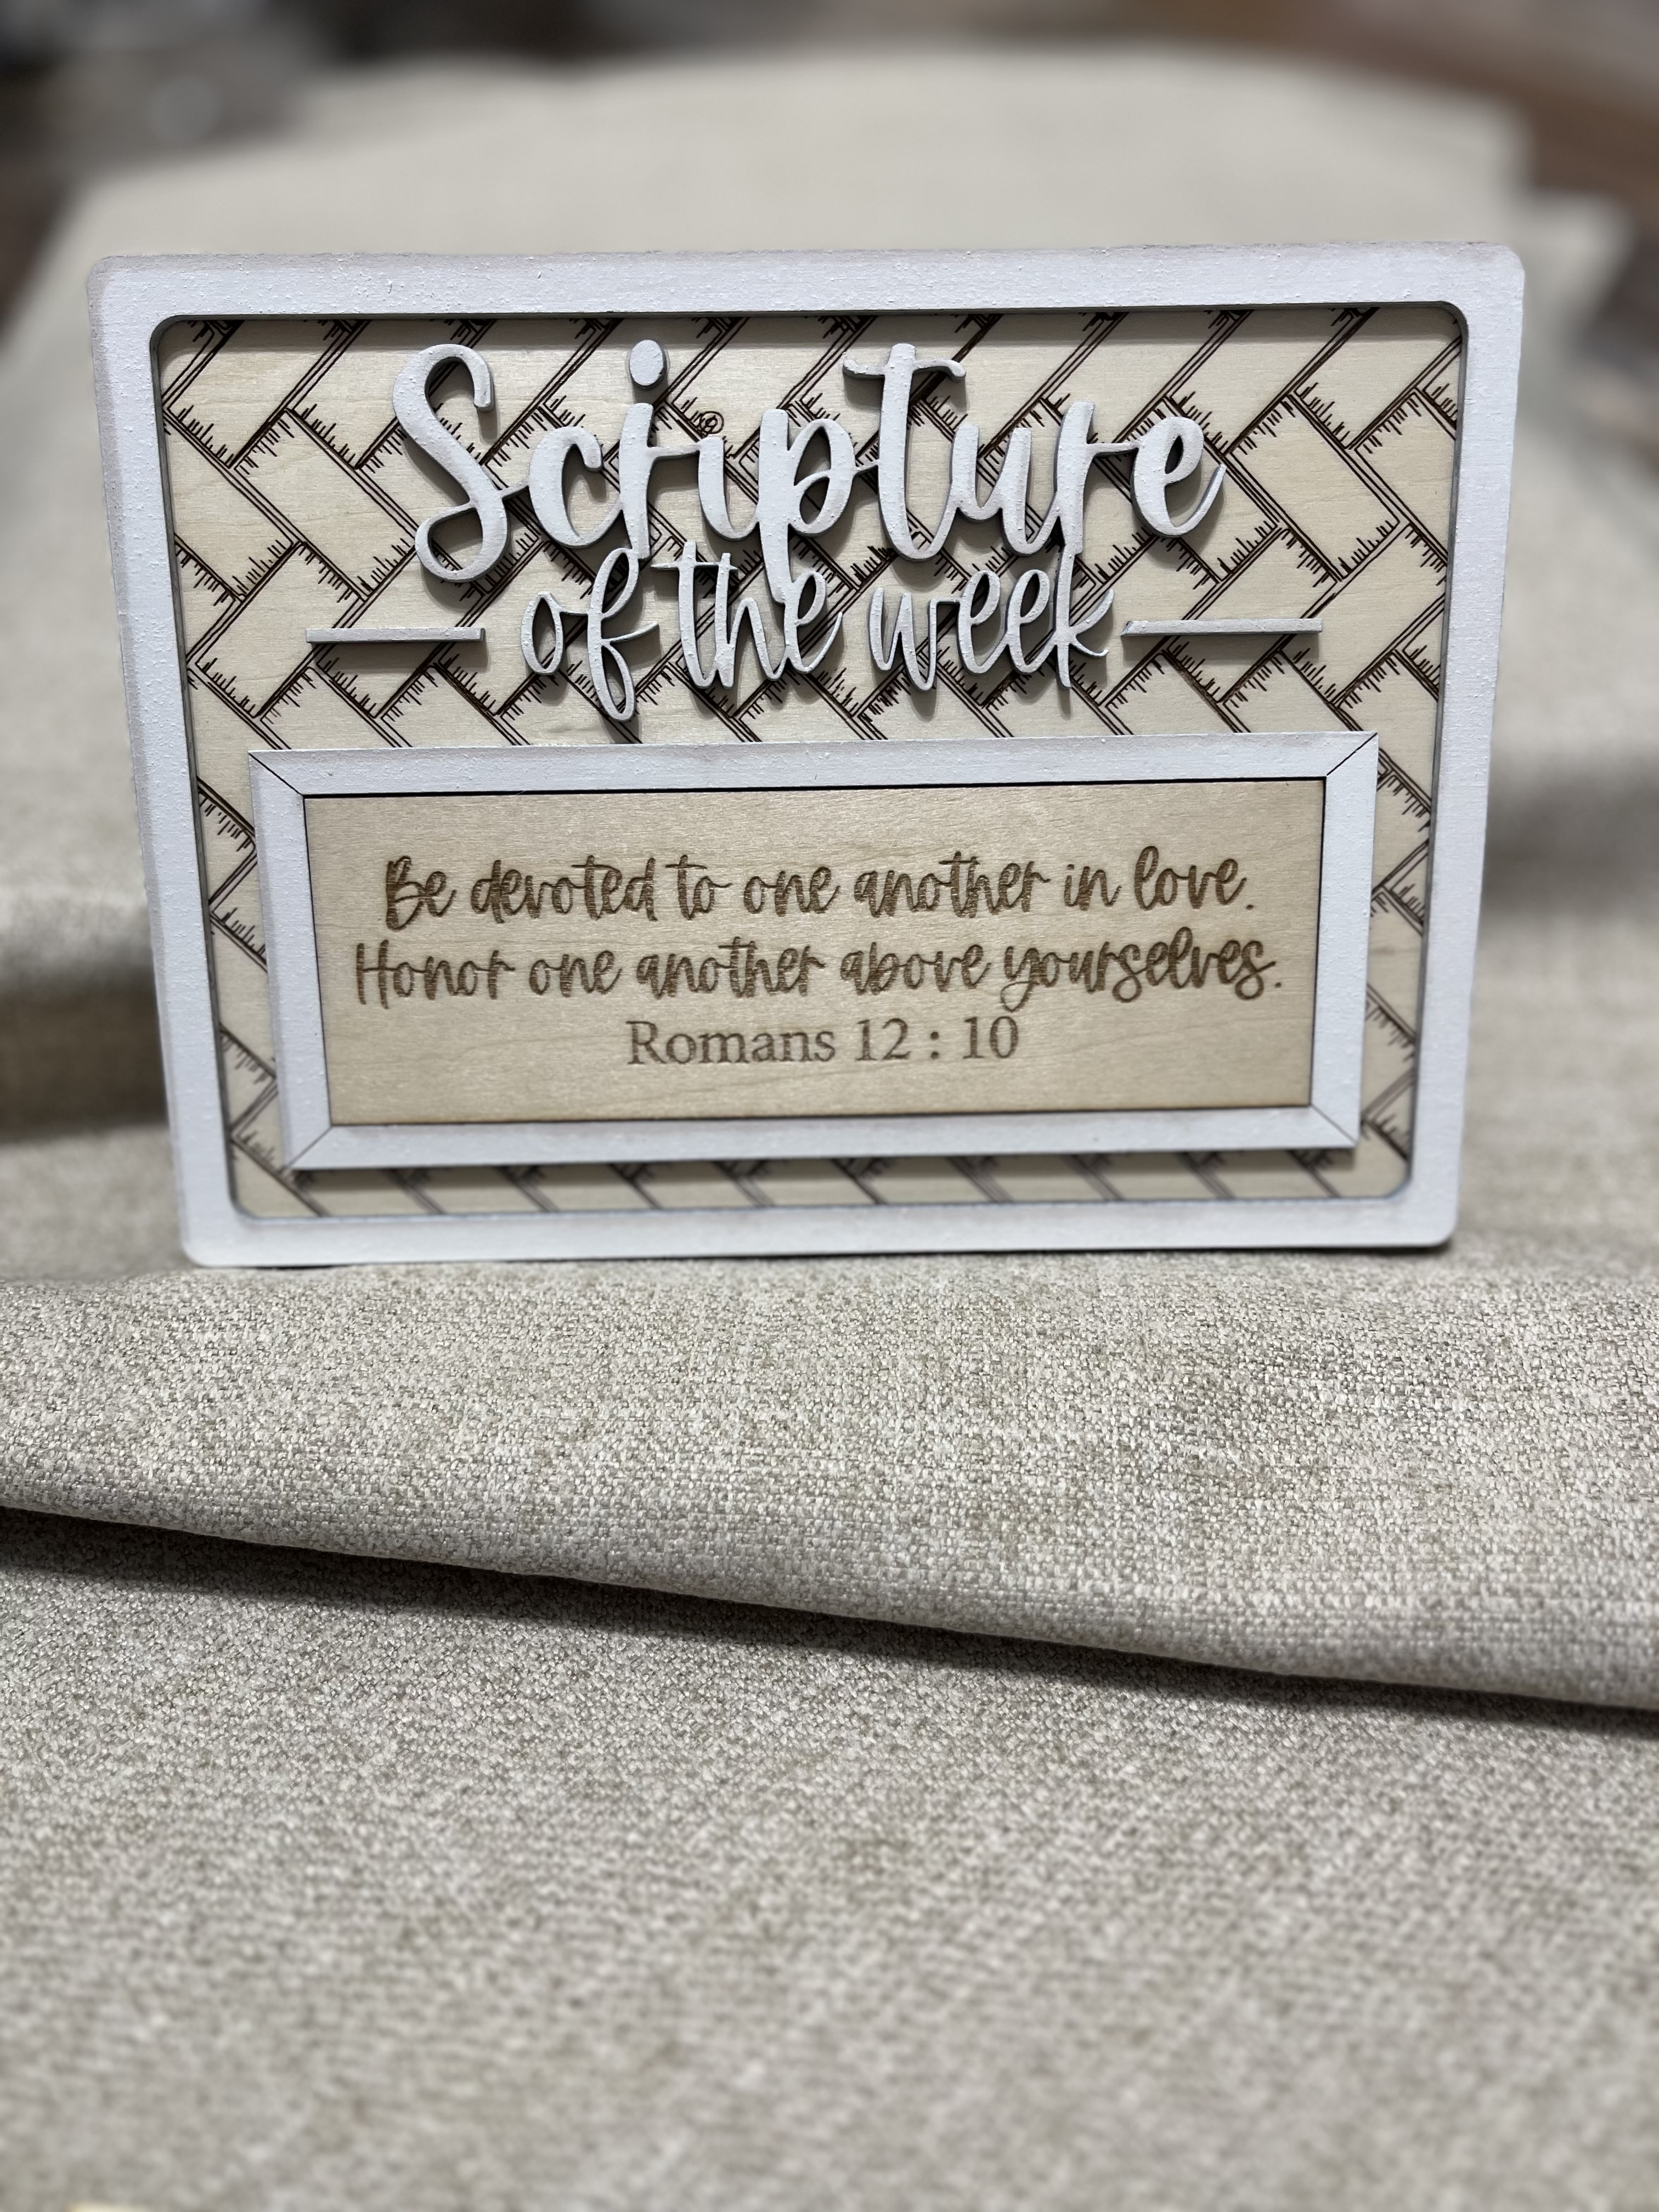 Scripture
of the week
Be devoted to one another in love.
Honor one another above yourselves.
Romans 12 : 10